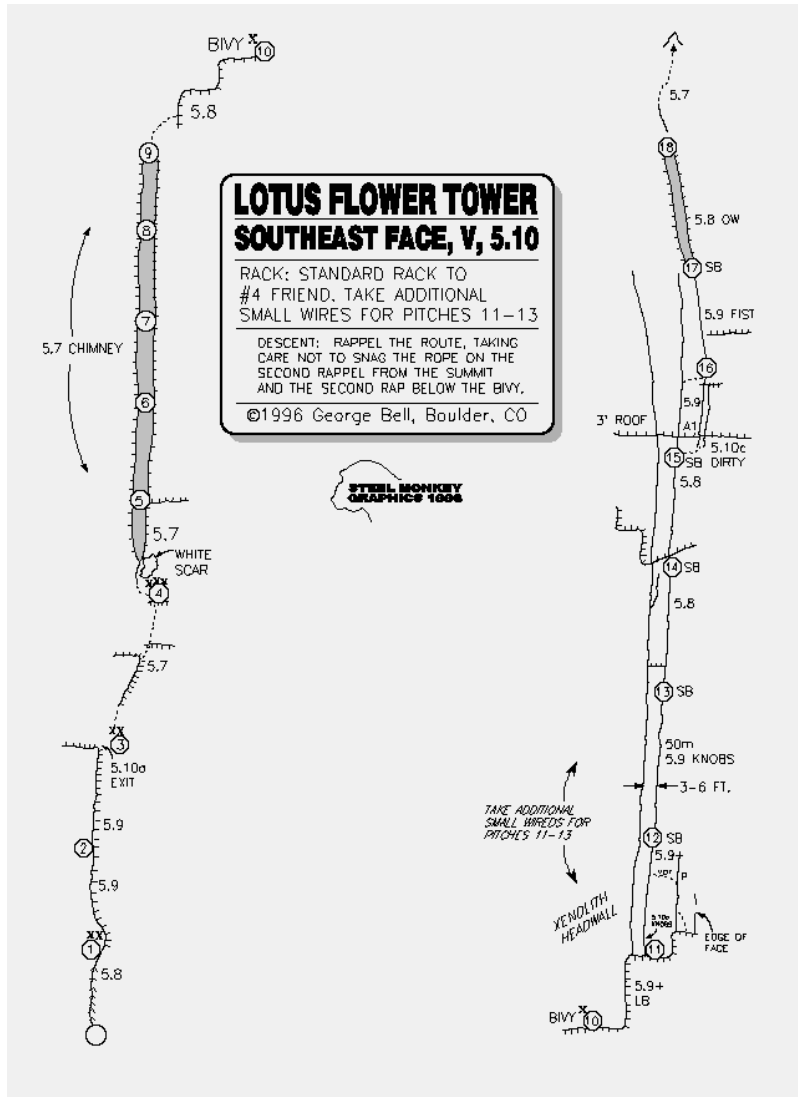 LOTUS FLOWER TOWER
SOUTHEAST FACE, V, 5.10
RACK: STANDARD RACK TO
#4 FRIEND. TAKE ADDITIONAL
SMALL WIRES FOR PITCHES 11-13
DESCENT: RAPPEL THE ROUTE, TAKING
CARE NOT TO SNAG THE ROPE ON THE
SECOND RAPPEL FROM THE SUMMIT
AND THE SECOND RAP BELOW THE BIVY.
©1996 George Bell, Boulder, CO
STEEL MONKEY
GRAPHICS 1996
BIVY X
10
5.8
9
8
7
5.7 CHIMNEY
6
5
5.7
WHITE
SCAR
XXX
4
5.7
XX
3
5.10a
EXIT
5.9
2
5.9
XX
1
5.8
5.7
18
5.8 OW
17 SB
5.9 FIST
16
5.9
3' ROOF
A1
5.10c
DIRTY
15 SB
5.8
14 SB
5.8
13 SB
50m
5.9 KNOBS
3-6 FT.
TAKE ADDITIONAL
SMALL WIREDS FOR
PITCHES 11-13
12 SB
5.9+
P
XENOLITH
HEADWALL
5.10a
KNOBS
EDGE OF
FACE
11
5.9+
LB
X
BIVY 10